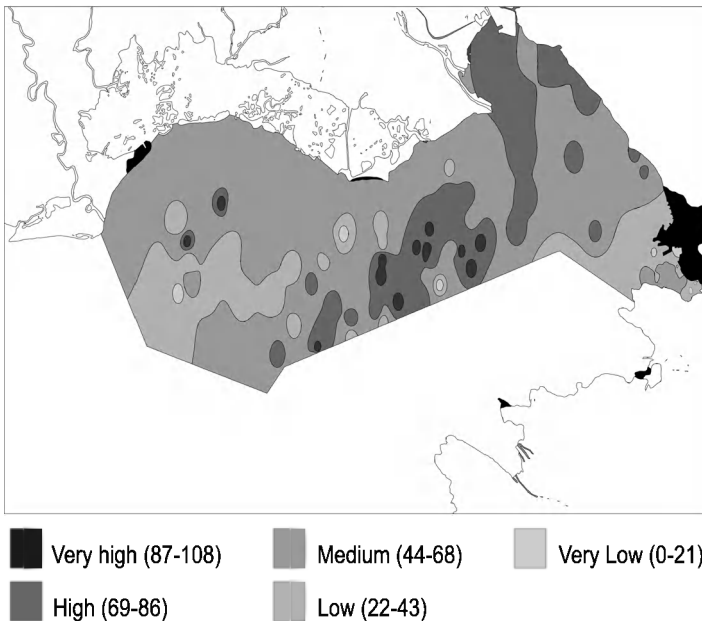 Very high (87-108)
Medium (44-68)
Very Low (0-21)
High (69-86)
Low (22-43)